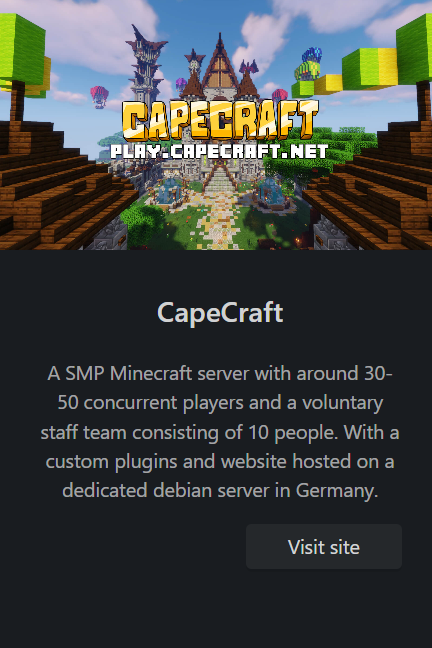 CAPECRAFT
PLAY.CAPECRAFT.NET
CapeCraft
A SMP Minecraft server with around 30-
50 concurrent players and a voluntary
staff team consisting of 10 people. With a
custom plugins and website hosted on a
dedicated debian server in Germany.
Visit site